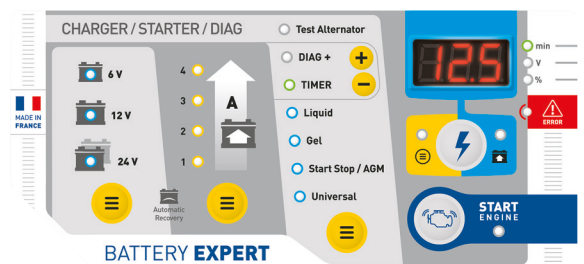 CHARGER / STARTER / DIAG
6 V
12 V
24 V
MADE IN
FRANCE
4
3
2
1
A
Automatic
Recovery
Test Alternator
DIAG +
TIMER
+
−
Liquid
Gel
Start Stop / AGM
Universal
12.5
min
V
%
ERROR
START
ENGINE
BATTERY EXPERT